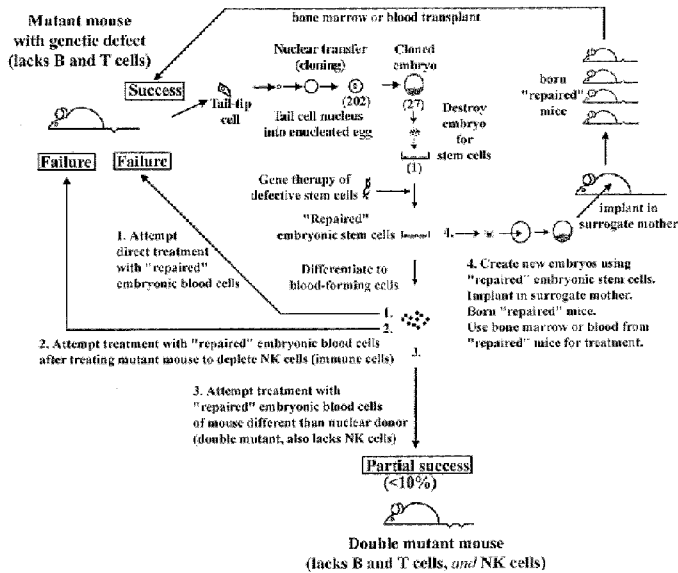 bone marrow or blood transplant
Mutant mouse
with genetic defect
(lacks B and T cells)
Success
Tail-tip
cell
Nuclear transfer
(cloning)
(202)
Tail cell nucleus
into enucleated egg
Cloned
embryo
(27)
Destroy
embryo
for
stem cells
(1)
born
"repaired"
mice
Failure
Failure
Gene therapy of
defective stem cells
"Repaired"
embryonic stem cells
4.
implant in
surrogate mother
1. Attempt
direct treatment
with "repaired"
embryonic blood cells
Differentiate to
blood-forming cells
4. Create new embryos using
"repaired" embryonic stem cells.
Implant in surrogate mother.
Born "repaired" mice.
Use bone marrow or blood from
"repaired" mice for treatment.
1.
2.
3.
2. Attempt treatment with "repaired" embryonic blood cells
after treating mutant mouse to deplete NK cells (immune cells)
3. Attempt treatment with
"repaired" embryonic blood cells
of mouse different than nuclear donor
(double mutant, also lacks NK cells)
Partial success
(<10%)
Double mutant mouse
(lacks B and T cells, and NK cells)